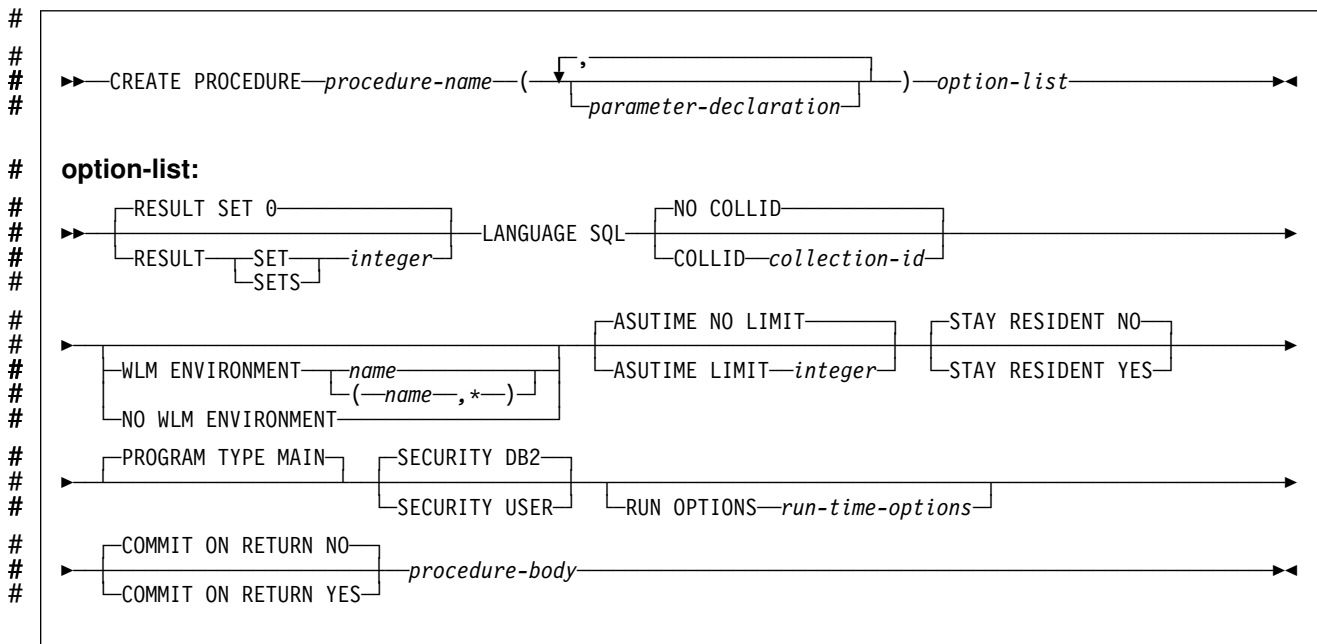 #
#
# ,
# CREATE PROCEDURE procedure-name ( ) option-list
# parameter-declaration
# option-list:
# RESULT SET 0 NO COLLID
# LANGUAGE SQL
# RESULT SET integer COLLID collection-id
# SETS
# ASUTIME NO LIMIT STAY RESIDENT NO
#
# WLM ENVIRONMENT name ASUTIME LIMIT integer STAY RESIDENT YES
# ( name ,* )
# NO WLM ENVIRONMENT
# PROGRAM TYPE MAIN SECURITY DB2
#
# SECURITY USER RUN OPTIONS run-time-options
# COMMIT ON RETURN NO
# procedure-body
# COMMIT ON RETURN YES